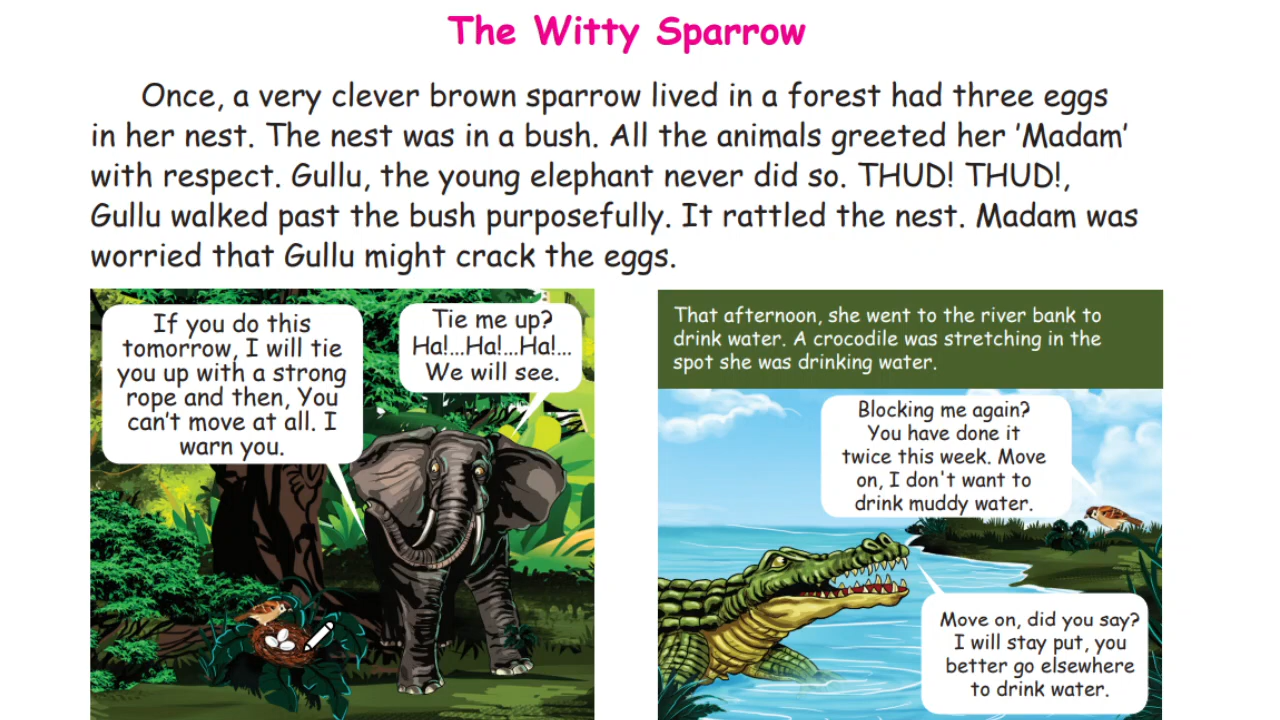 The Witty Sparrow
Once, a very clever brown sparrow lived in a forest had three eggs
in her nest. The nest was in a bush. All the animals greeted her ′Madam′
with respect. Gullu, the young elephant never did so. THUD! THUD!,
Gullu walked past the bush purposefully. It rattled the nest. Madam was
worried that Gullu might crack the eggs.
If you do this
tomorrow, I will tie
you up with a strong
rope and then, You
can't move at all. I
warn you.
Tie me up?
Ha!...Ha!...Ha!...
We will see.
That afternoon, she went to the river bank to
drink water. A crocodile was stretching in the
spot she was drinking water.
Blocking me again?
You have done it
twice this week. Move
on, I don't want to
drink muddy water.
Move on, did you say?
I will stay put, you
better go elsewhere
to drink water.